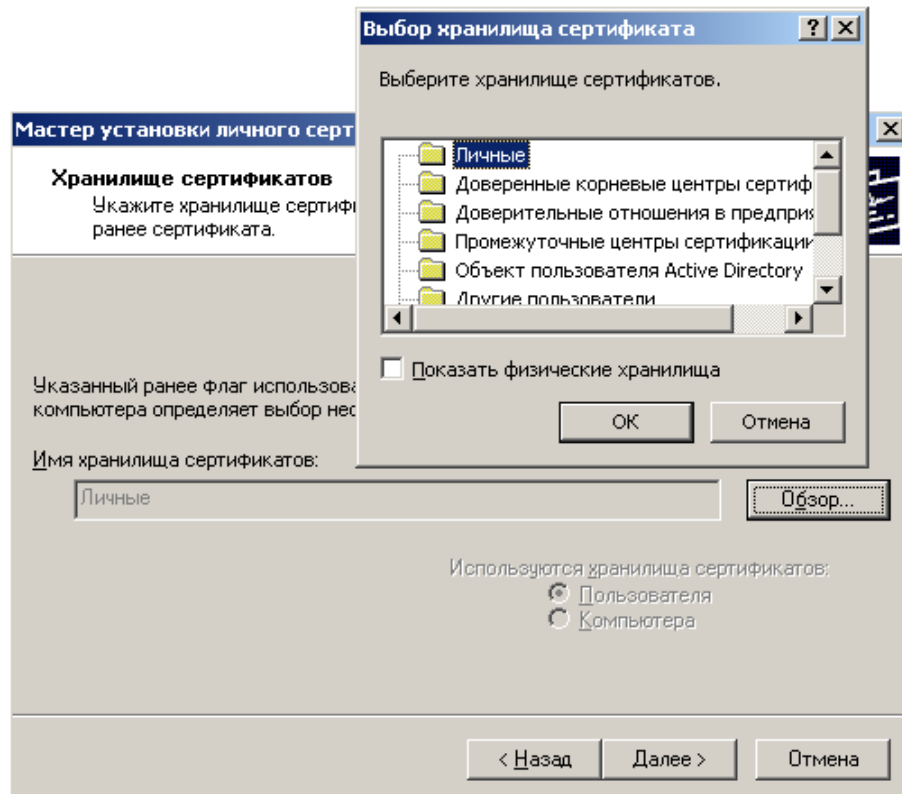 Выбор хранилища сертификата
Выберите хранилище сертификатов.
Личные
Доверенные корневые центры сертиф
Доверительные отношения в предприя
Промежуточные центры сертификации
Объект пользователя Active Directory
Другие пользователи
Показать физические хранилища
ОК
Отмена
Мастер установки личного серт
Хранилище сертификатов
Укажите хранилище сертифи
ранее сертификата.
Указанный ранее флаг использова
компьютера определяет выбор нес
Имя хранилища сертификатов:
Личные
Обзор...
Используются хранилища сертификатов:
Пользователя
Компьютера
< Назад
Далее >
Отмена